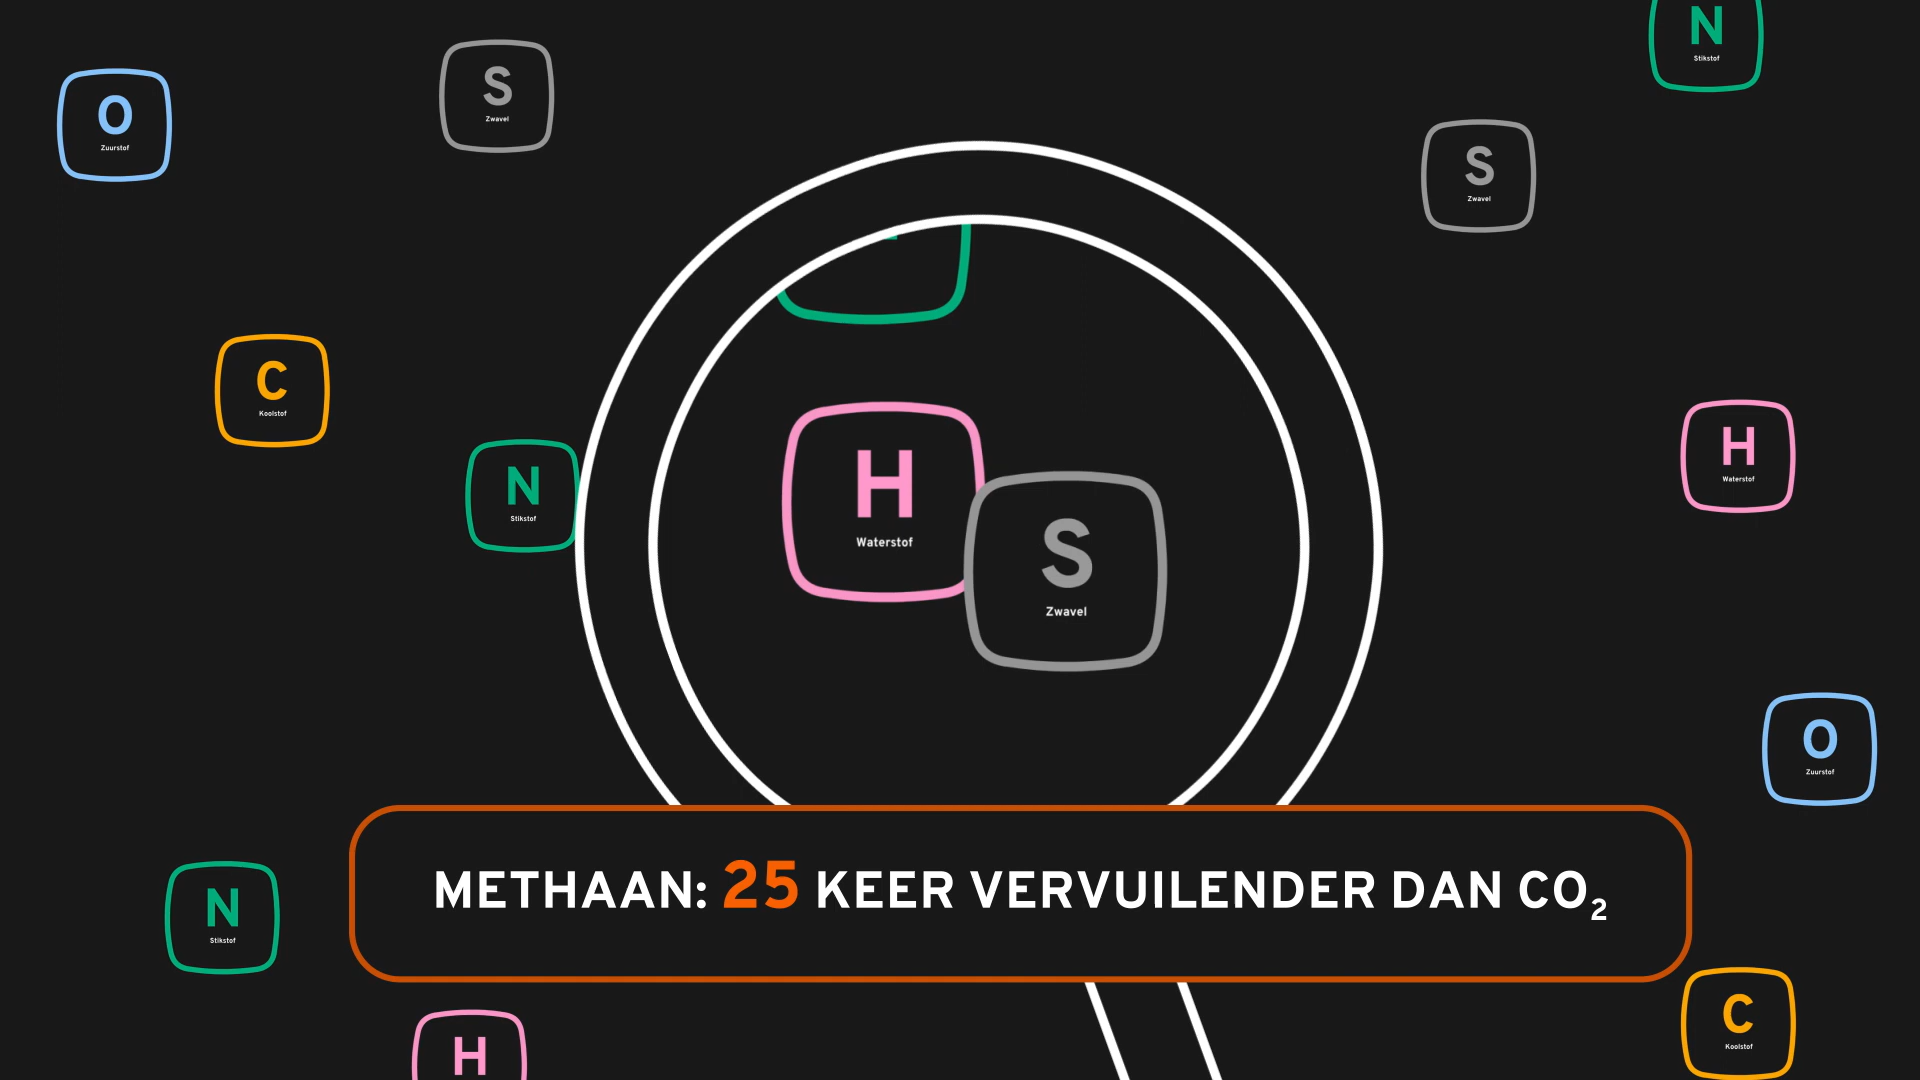 N
Stikstof
S
Zwavel
O
Zuurstof
S
Zwavel
C
Koolstof
H
Waterstof
N
Stikstof
H
Waterstof
S
Zwavel
O
Zuurstof
METHAAN: 25 KEER VERVUILENDER DAN CO₂
N
Stikstof
C
Koolstof
H